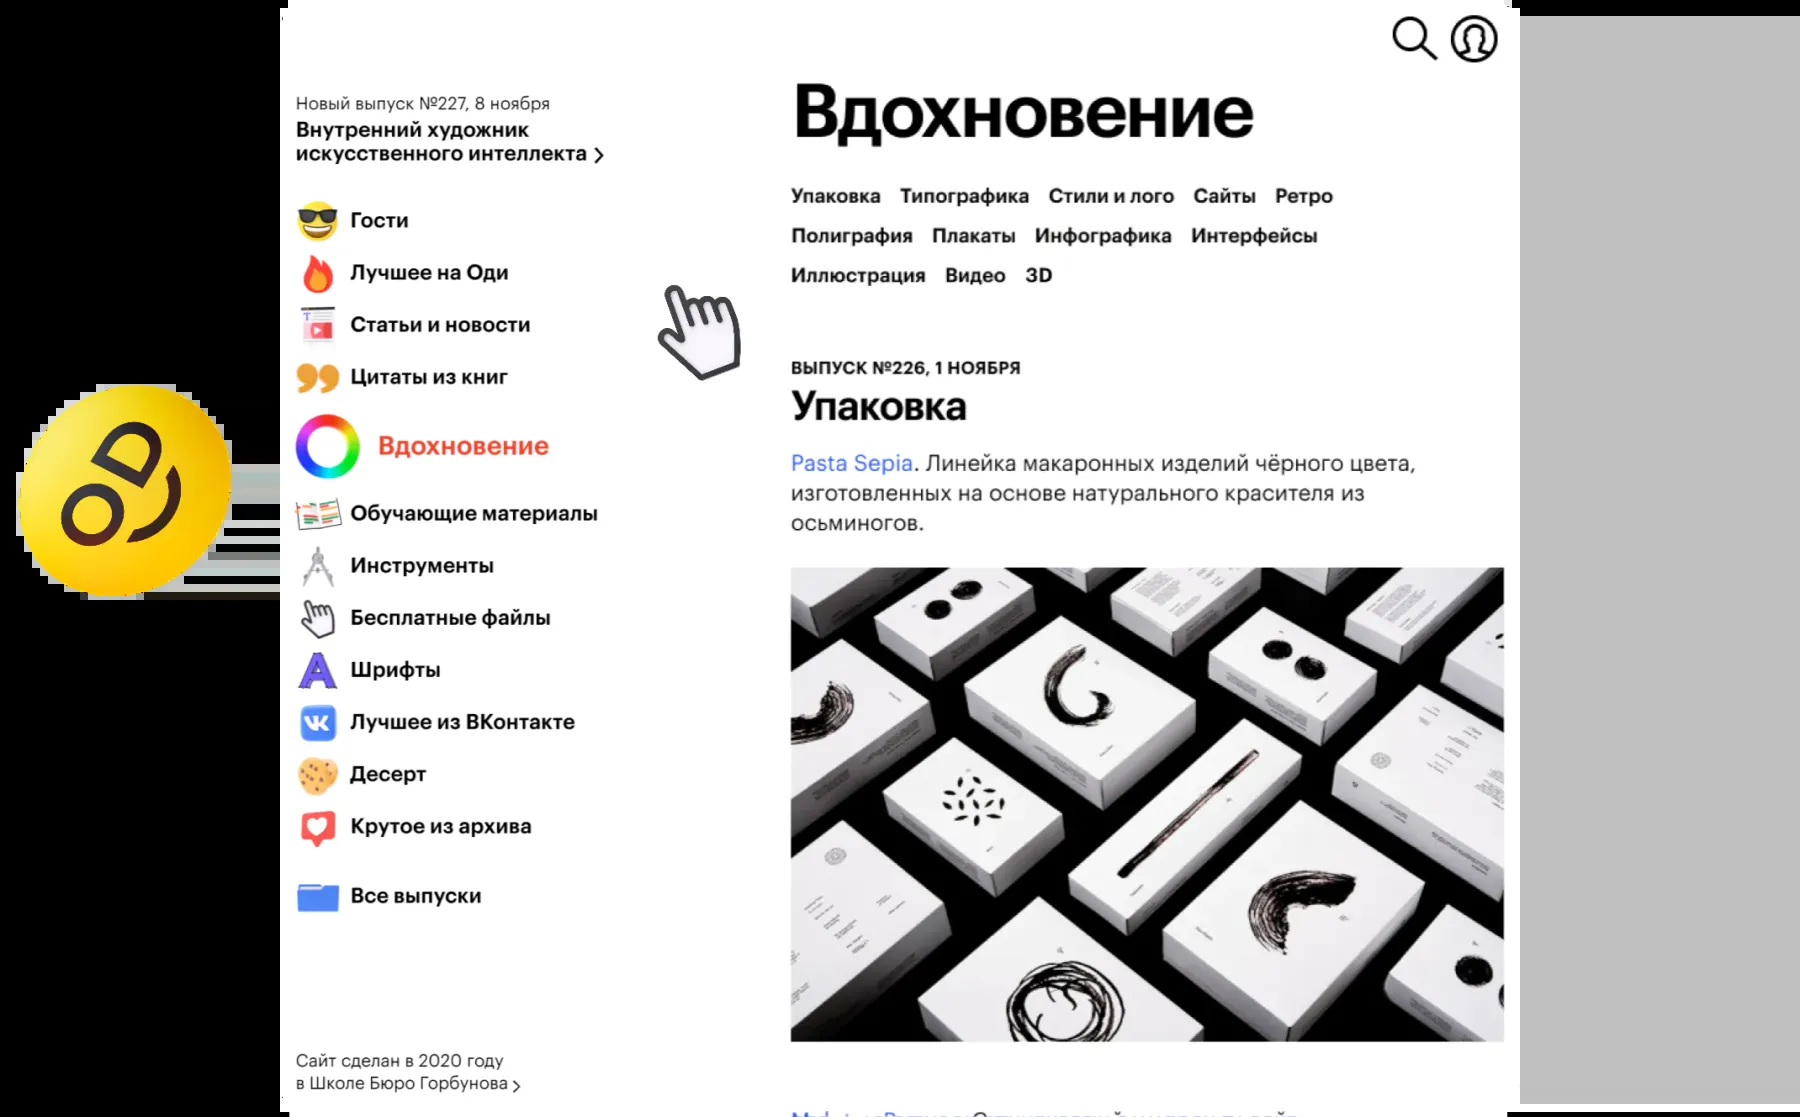 Новый выпуск №227, 8 ноября
Внутренний художник
искусственного интеллекта
Гости
Лучшее на Оди
Статьи и новости
Цитаты из книг
Вдохновение
Обучающие материалы
Инструменты
Бесплатные файлы
Шрифты
Лучшее из ВКонтакте
Десерт
Крутое из архива
Все выпуски
Сайт сделан в 2020 году
в Школе Бюро Горбунова
Вдохновение
Упаковка Типографика Стили и лого Сайты Ретро
Полиграфия Плакаты Инфографика Интерфейсы
Иллюстрация Видео 3D
ВЫПУСК №226, 1 НОЯБРЯ
Упаковка
Pasta Sepia. Линейка макаронных изделий чёрного цвета,
изготовленных на основе натурального красителя из
осьминогов.